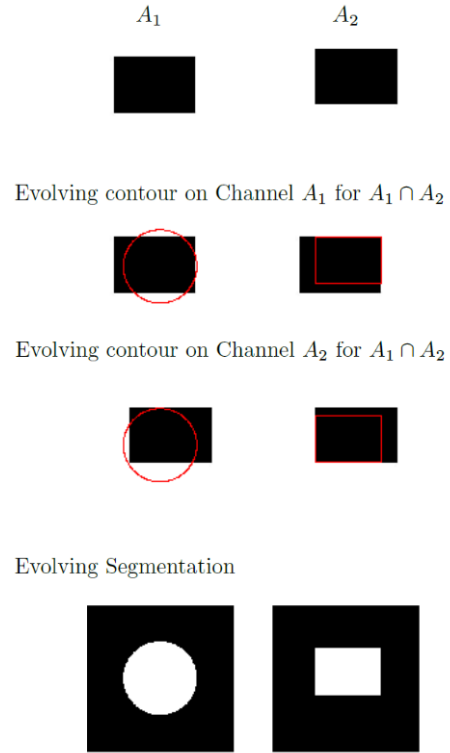 A₁ A₂
Evolving contour on Channel A₁ for A₁ ∩ A₂
Evolving contour on Channel A₂ for A₁ ∩ A₂
Evolving Segmentation